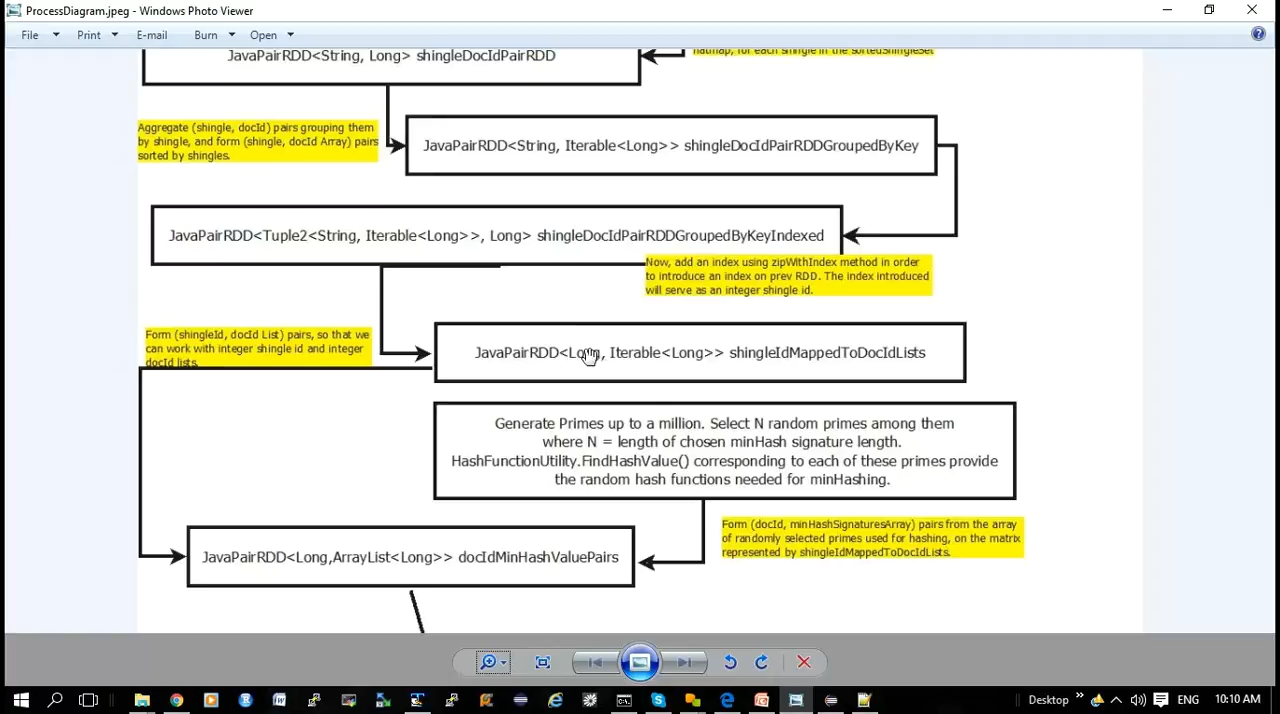 ProcessDiagram.jpeg - Windows Photo Viewer
File Print E-mail Burn Open
JavaPairRDD<String, Long> shingleDocIdPairRDD
flatmap, for each shingle in the sortedShingleSet
Aggregate (shingle, docId) pairs grouping them
by shingle, and form (shingle, docId Array) pairs
sorted by shingles.
JavaPairRDD<String, Iterable<Long>> shingleDocIdPairRDDGroupedByKey
JavaPairRDD<Tuple2<String, Iterable<Long>>, Long> shingleDocIdPairRDDGroupedByKeyIndexed
Now, add an index using zipWithIndex method in order
to introduce an index on prev RDD. The index introduced
will serve as an integer shingle id.
Form (shingleId, docId List) pairs, so that we
can work with integer shingle id and integer
docId lists.
JavaPairRDD<Long, Iterable<Long>> shingleIdMappedToDocIdLists
Generate Primes up to a million. Select N random primes among them
where N = length of chosen minHash signature length.
HashFunctionUtility.FindHashValue() corresponding to each of these primes provide
the random hash functions needed for minHashing.
Form (docId, minHashSignaturesArray) pairs from the array
of randomly selected primes used for hashing, on the matrix
represented by shingleIdMappedToDocIdLists.
JavaPairRDD<Long,ArrayList<Long>> docIdMinHashValuePairs
Desktop ENG 10:10 AM